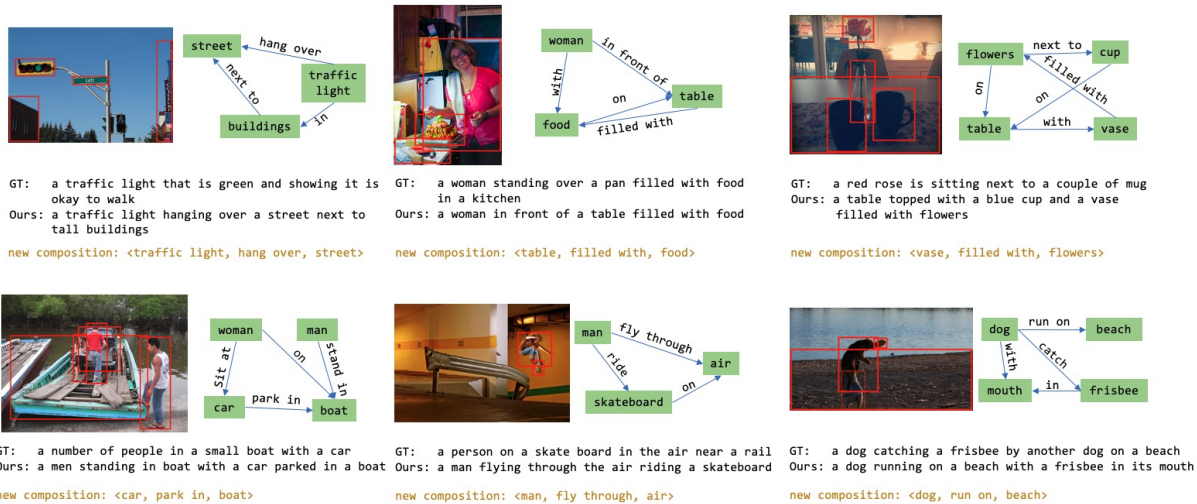 street
hang over
traffic
light
next to
buildings
in
GT: a traffic light that is green and showing it is
okay to walk
Ours: a traffic light hanging over a street next to
tall buildings
new composition: <traffic light, hang over, street>
woman
in front of
with
table
on
food
filled with
GT: a woman standing over a pan filled with food
in a kitchen
Ours: a woman in front of a table filled with food
new composition: <table, filled with, food>
flowers
next to
cup
filled with
on
on
table
with
vase
GT: a red rose is sitting next to a couple of mug
Ours: a table topped with a blue cup and a vase
filled with flowers
new composition: <vase, filled with, flowers>
woman
man
Sit at
on
stand in
car
park in
boat
GT: a number of people in a small boat with a car
Ours: a men standing in boat with a car parked in a boat
new composition: <car, park in, boat>
man
fly through
ride
air
skateboard
on
GT: a person on a skate board in the air near a rail
Ours: a man flying through the air riding a skateboard
new composition: <man, fly through, air>
dog
run on
beach
with
catch
mouth
in
frisbee
GT: a dog catching a frisbee by another dog on a beach
Ours: a dog running on a beach with a frisbee in its mouth
new composition: <dog, run on, beach>